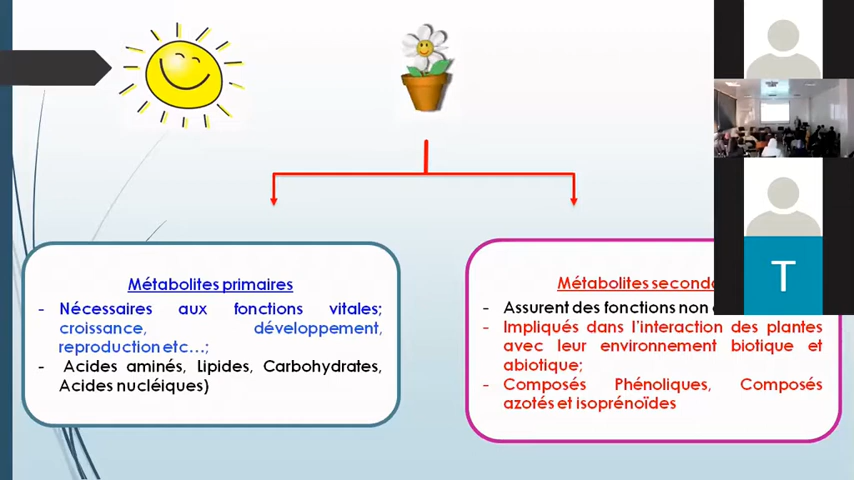 Métabolites primaires
- Nécessaires aux fonctions vitales;
croissance, développement,
reproduction etc…;
- Acides aminés, Lipides, Carbohydrates,
Acides nucléiques)
Métabolites
- Assurent des fonctions non
- Impliqués dans l'interaction des plantes
avec leur environnement biotique et
abiotique;
- Composés Phénoliques, Composés
azotés et isoprénoïdes
T